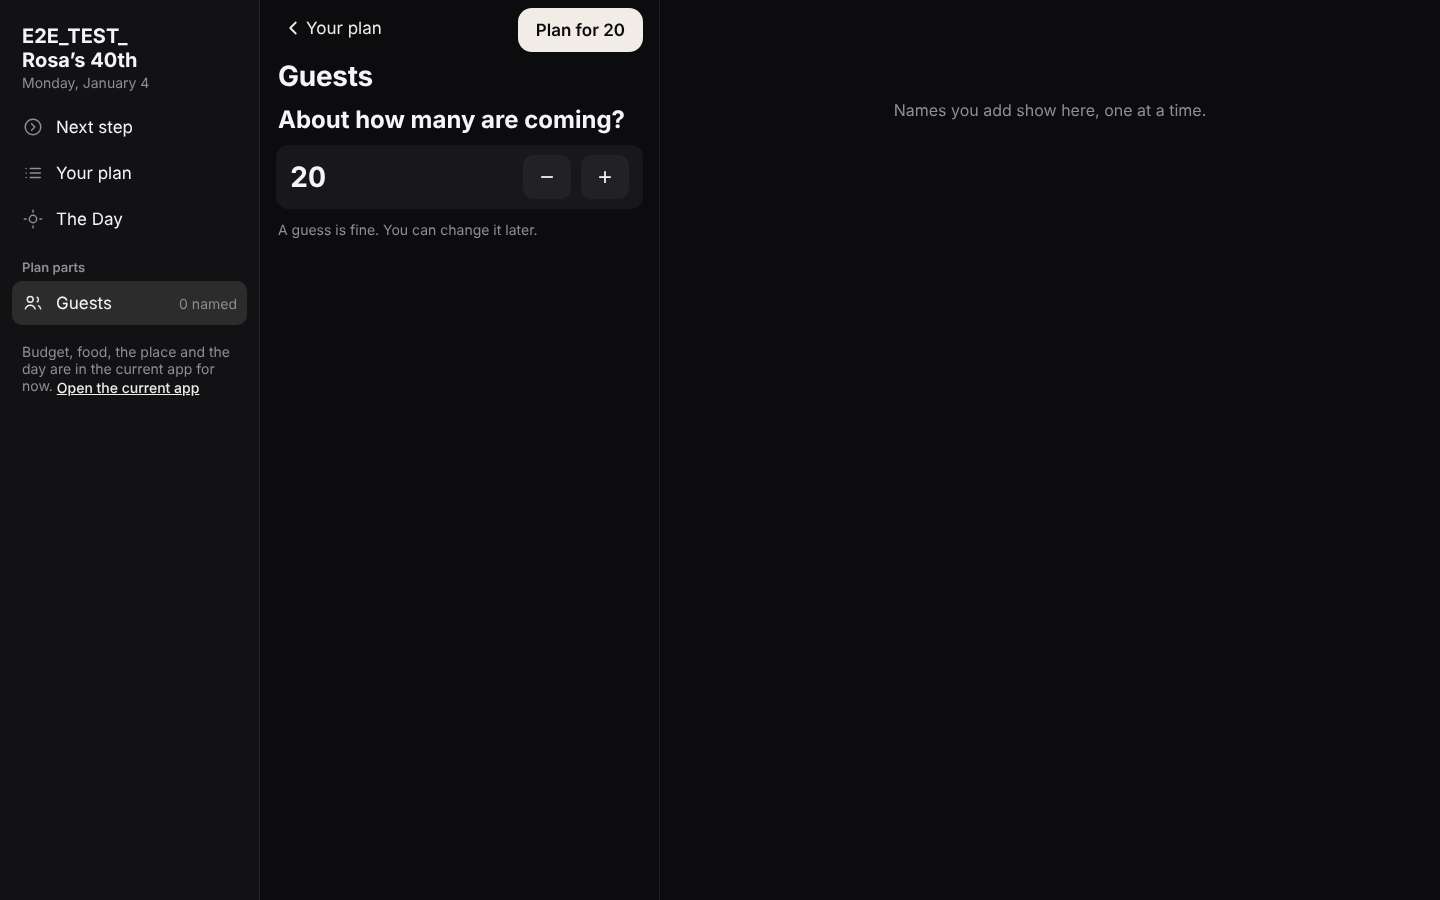 E2E_TEST_
Rosa’s 40th
Monday, January 4
Next step
Your plan
The Day
Plan parts
Guests
0 named
Budget, food, the place and the
day are in the current app for
now. Open the current app
Your plan
Plan for 20
Guests
About how many are coming?
20
−
+
A guess is fine. You can change it later.
Names you add show here, one at a time.